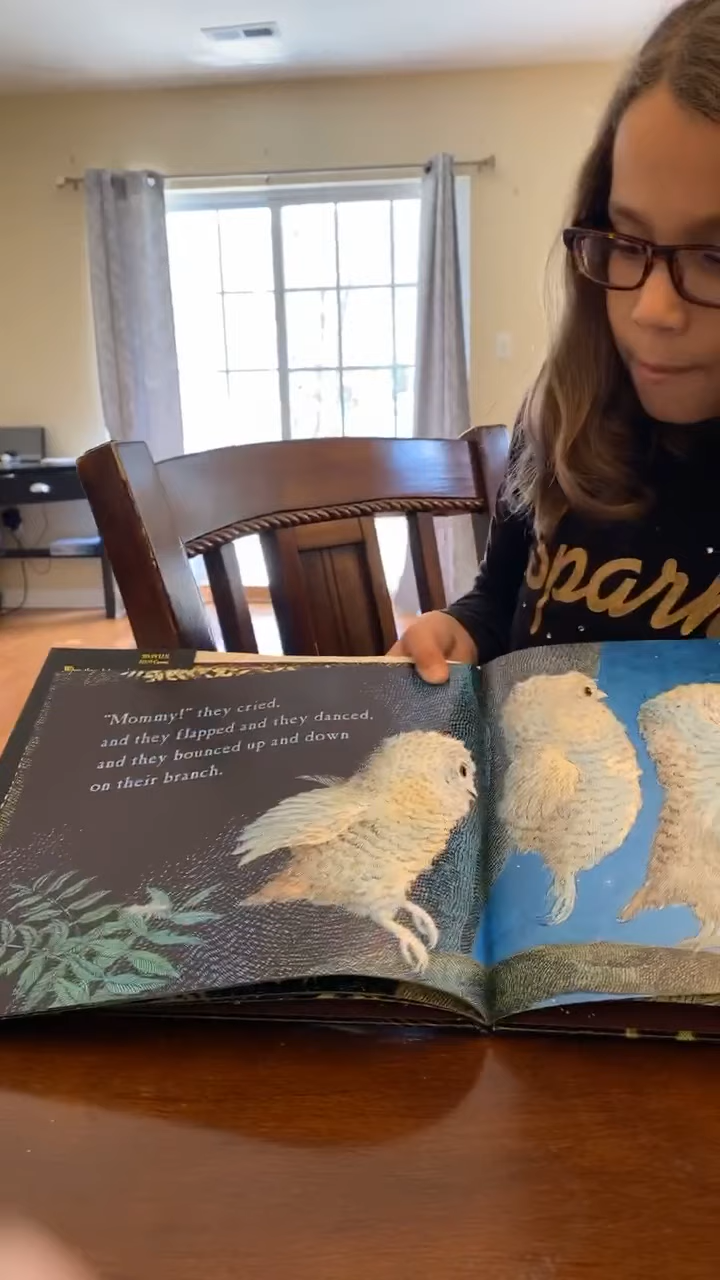 "Mommy!" they cried,
and they flapped and they danced,
and they bounced up and down
on their branch.